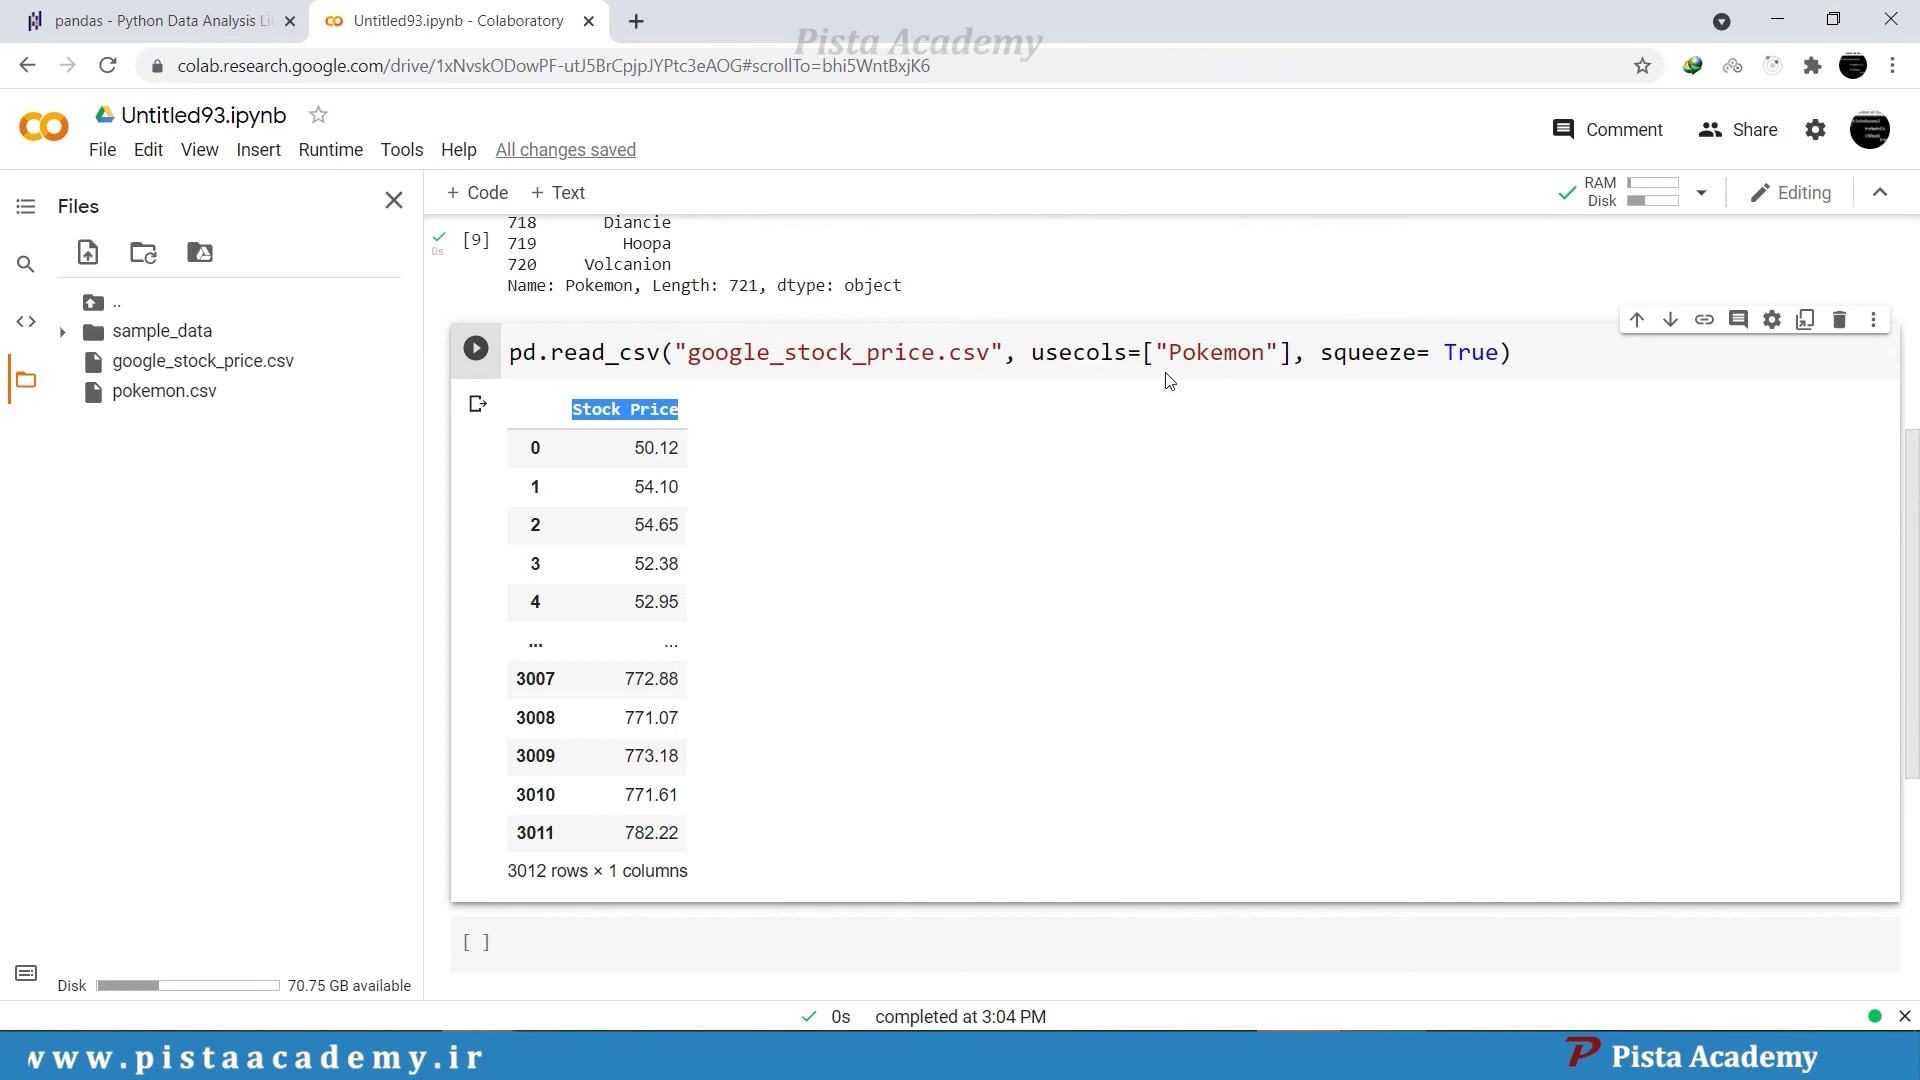 pandas - Python Data Analysis Li
Untitled93.ipynb - Colaboratory
Pista Academy
colab.research.google.com/drive/1xNvskODowPF-utJ5BrCpjpJYPtc3eAOG#scrollTo=bhi5WntBxjK6
Untitled93.ipynb
Comment
Share
File Edit View Insert Runtime Tools Help All changes saved
Files
+ Code + Text
RAM
Disk
Editing
718 Diancie
[9] 719 Hoopa
0s
720 Volcanion
Name: Pokemon, Length: 721, dtype: object
..
sample_data
google_stock_price.csv
pokemon.csv
pd.read_csv("google_stock_price.csv", usecols=["Pokemon"], squeeze= True)
Stock Price
0 50.12
1 54.10
2 54.65
3 52.38
4 52.95
... ...
3007 772.88
3008 771.07
3009 773.18
3010 771.61
3011 782.22
3012 rows × 1 columns
[ ]
Disk 70.75 GB available
0s completed at 3:04 PM
www.pistaacademy.ir
Pista Academy